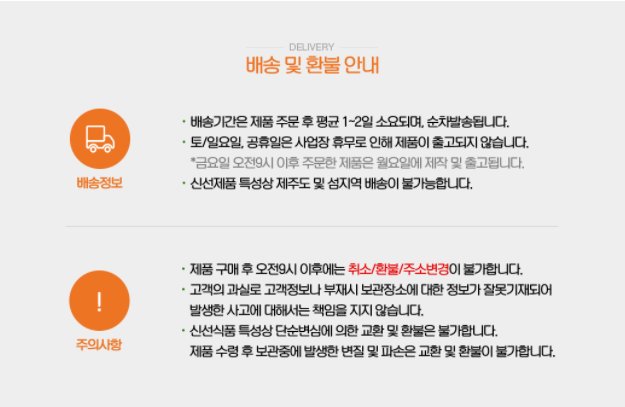 DELIVERY
배송 및 환불 안내
배송정보
· 배송기간은 제품 주문 후 평균 1~2일 소요되며, 순차발송됩니다.
· 토/일요일, 공휴일은 사업장 휴무로 인해 제품이 출고되지 않습니다.
*금요일 오전9시 이후 주문한 제품은 월요일에 제작 및 출고됩니다.
· 신선제품 특성상 제주도 및 섬지역 배송이 불가능합니다.
!
주의사항
· 제품 구매 후 오전9시 이후에는 취소/환불/주소변경이 불가합니다.
· 고객의 과실로 고객정보나 부재시 보관장소에 대한 정보가 잘못기재되어
발생한 사고에 대해서는 책임을 지지 않습니다.
· 신선식품 특성상 단순변심에 의한 교환 및 환불은 불가합니다.
제품 수령 후 보관중에 발생한 변질 및 파손은 교환 및 환불이 불가합니다.